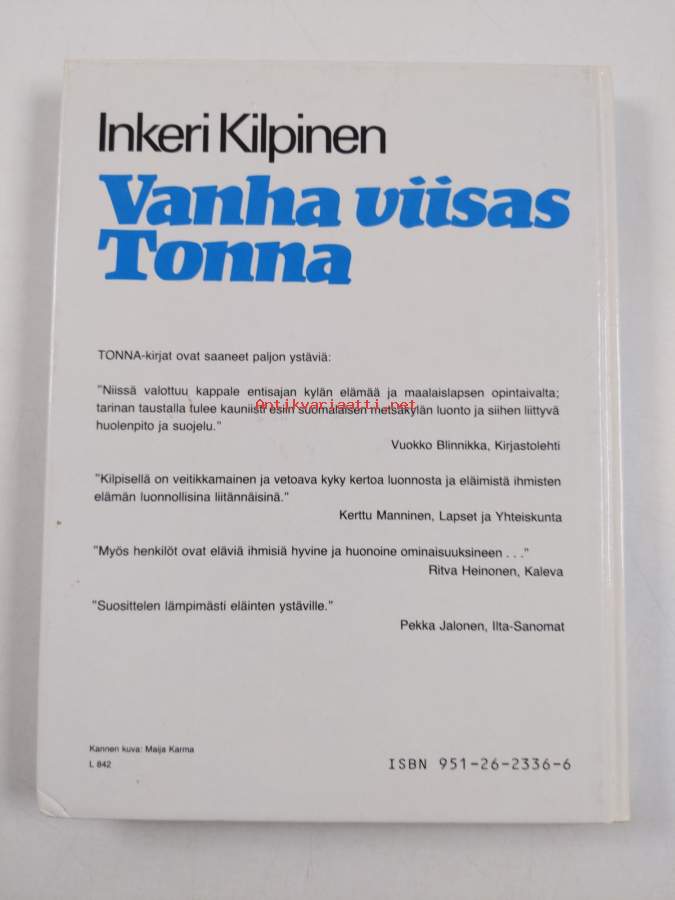 Inkeri Kilpinen
Vanha viisas
Tonna
TONNA-kirjat ovat saaneet paljon ystäviä:
"Niissä valottuu kappale entisajan kylän elämää ja maalaislapsen opintaivalta;
tarinan taustalla tulee kauniisti esiin suomalaisen metsäkylän luonto ja siihen liittyvä
Antikvariaatti.net
huolenpito ja suojelu."
Vuokko Blinnikka, Kirjastolehti
"Kilpisellä on veitikkamainen ja vetoava kyky kertoa luonnosta ja eläimistä ihmisten
elämän luonnollisina liitännäisinä."
Kerttu Manninen, Lapset ja Yhteiskunta
"Myös henkilöt ovat eläviä ihmisiä hyvine ja huonoine ominaisuuksineen . . ."
Ritva Heinonen, Kaleva
"Suosittelen lämpimästi eläinten ystäville."
Pekka Jalonen, Ilta-Sanomat
Kannen kuva: Maija Karma
L 842
ISBN 951-26-2336-6